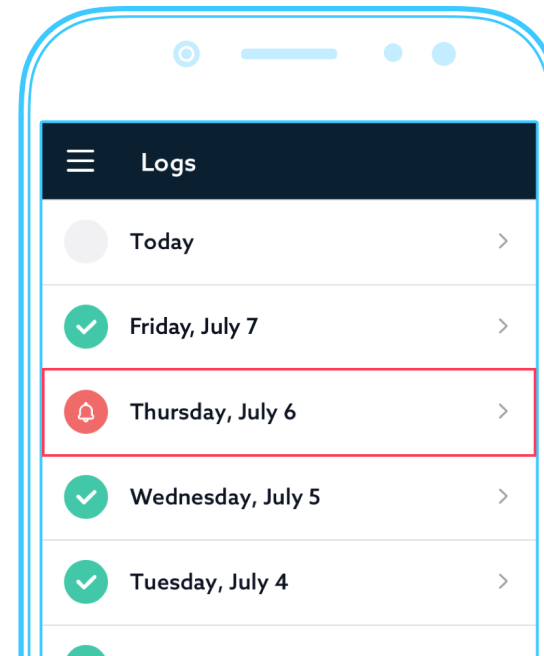 Logs
Today
Friday, July 7
Thursday, July 6
Wednesday, July 5
Tuesday, July 4